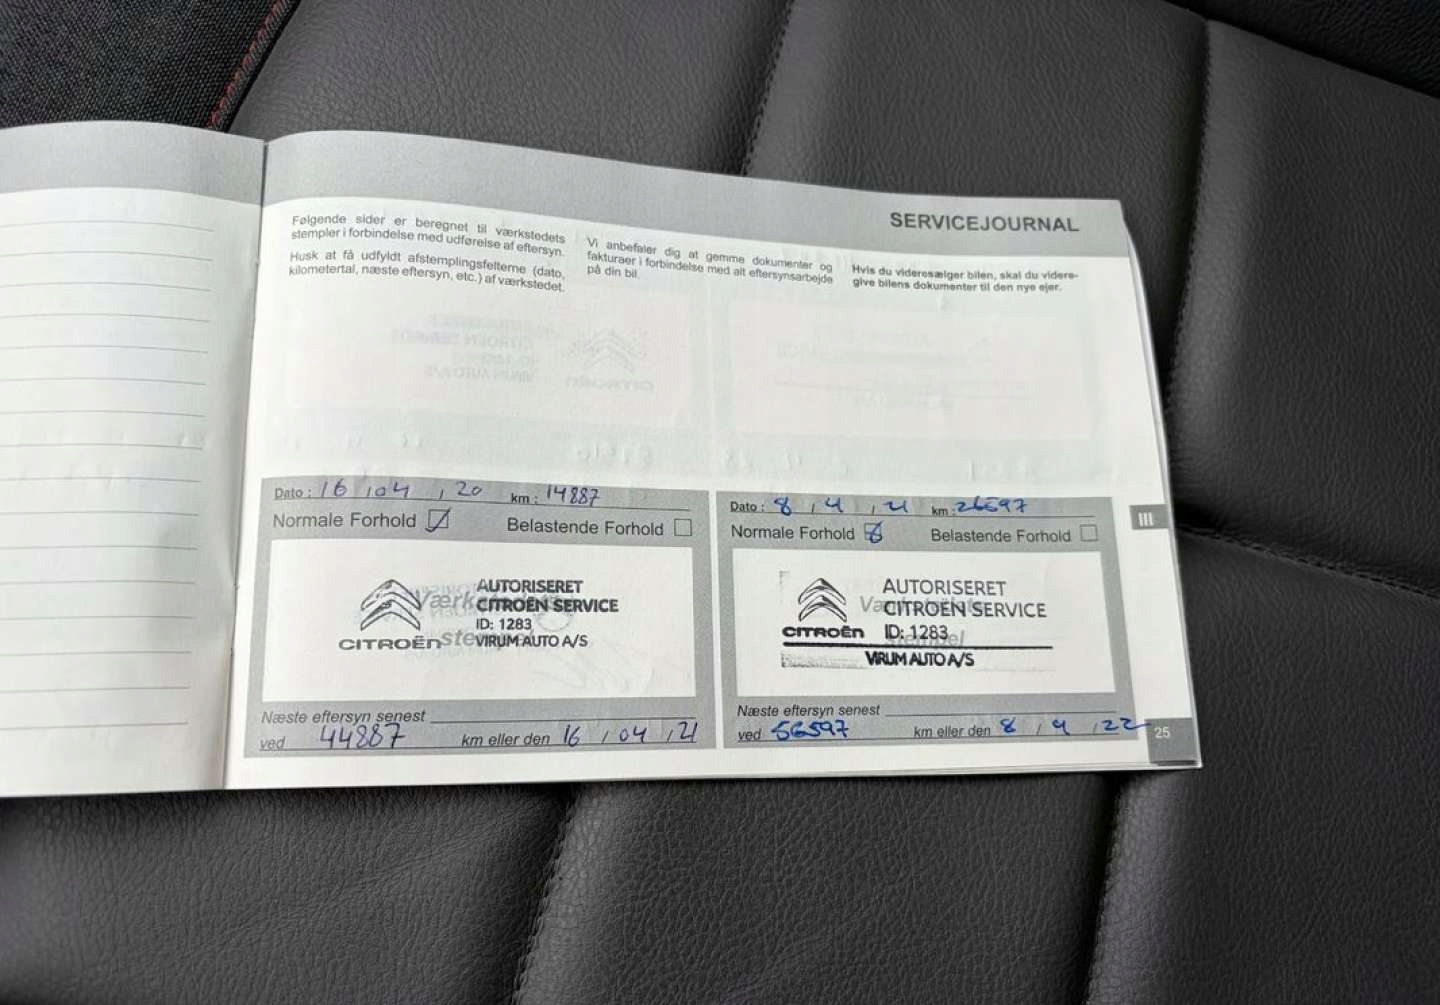 SERVICEJOURNAL
Følgende sider er beregnet til værkstedets
stempler i forbindelse med udførelse af eftersyn.
Husk at få udfyldt afstemplingsfelterne (dato,
kilometertal, næste eftersyn, etc.) af værkstedet.
Vi anbefaler dig at gemme dokumenter og
fakturaer i forbindelse med alt eftersynsarbejde
på din bil.
Hvis du videresælger bilen, skal du videre-
give bilens dokumenter til den nye ejer.
Dato : 16 , 04 , 20 km : 14887
Normale Forhold Belastende Forhold
AUTORISERET
CITROËN SERVICE
ID: 1283
VIRUM AUTO A/S
CITROËN
Værkstedets
stempel
Næste eftersyn senest
ved 44887 km eller den 16 , 04 , 21
Dato : 8 , 4 , 21 km : 26597
Normale Forhold Belastende Forhold
AUTORISERET
CITROËN SERVICE
ID: 1283
CITROËN
VIRUM AUTO A/S
stempel
Næste eftersyn senest
ved 56597 km eller den 8 , 4 , 22
III
25